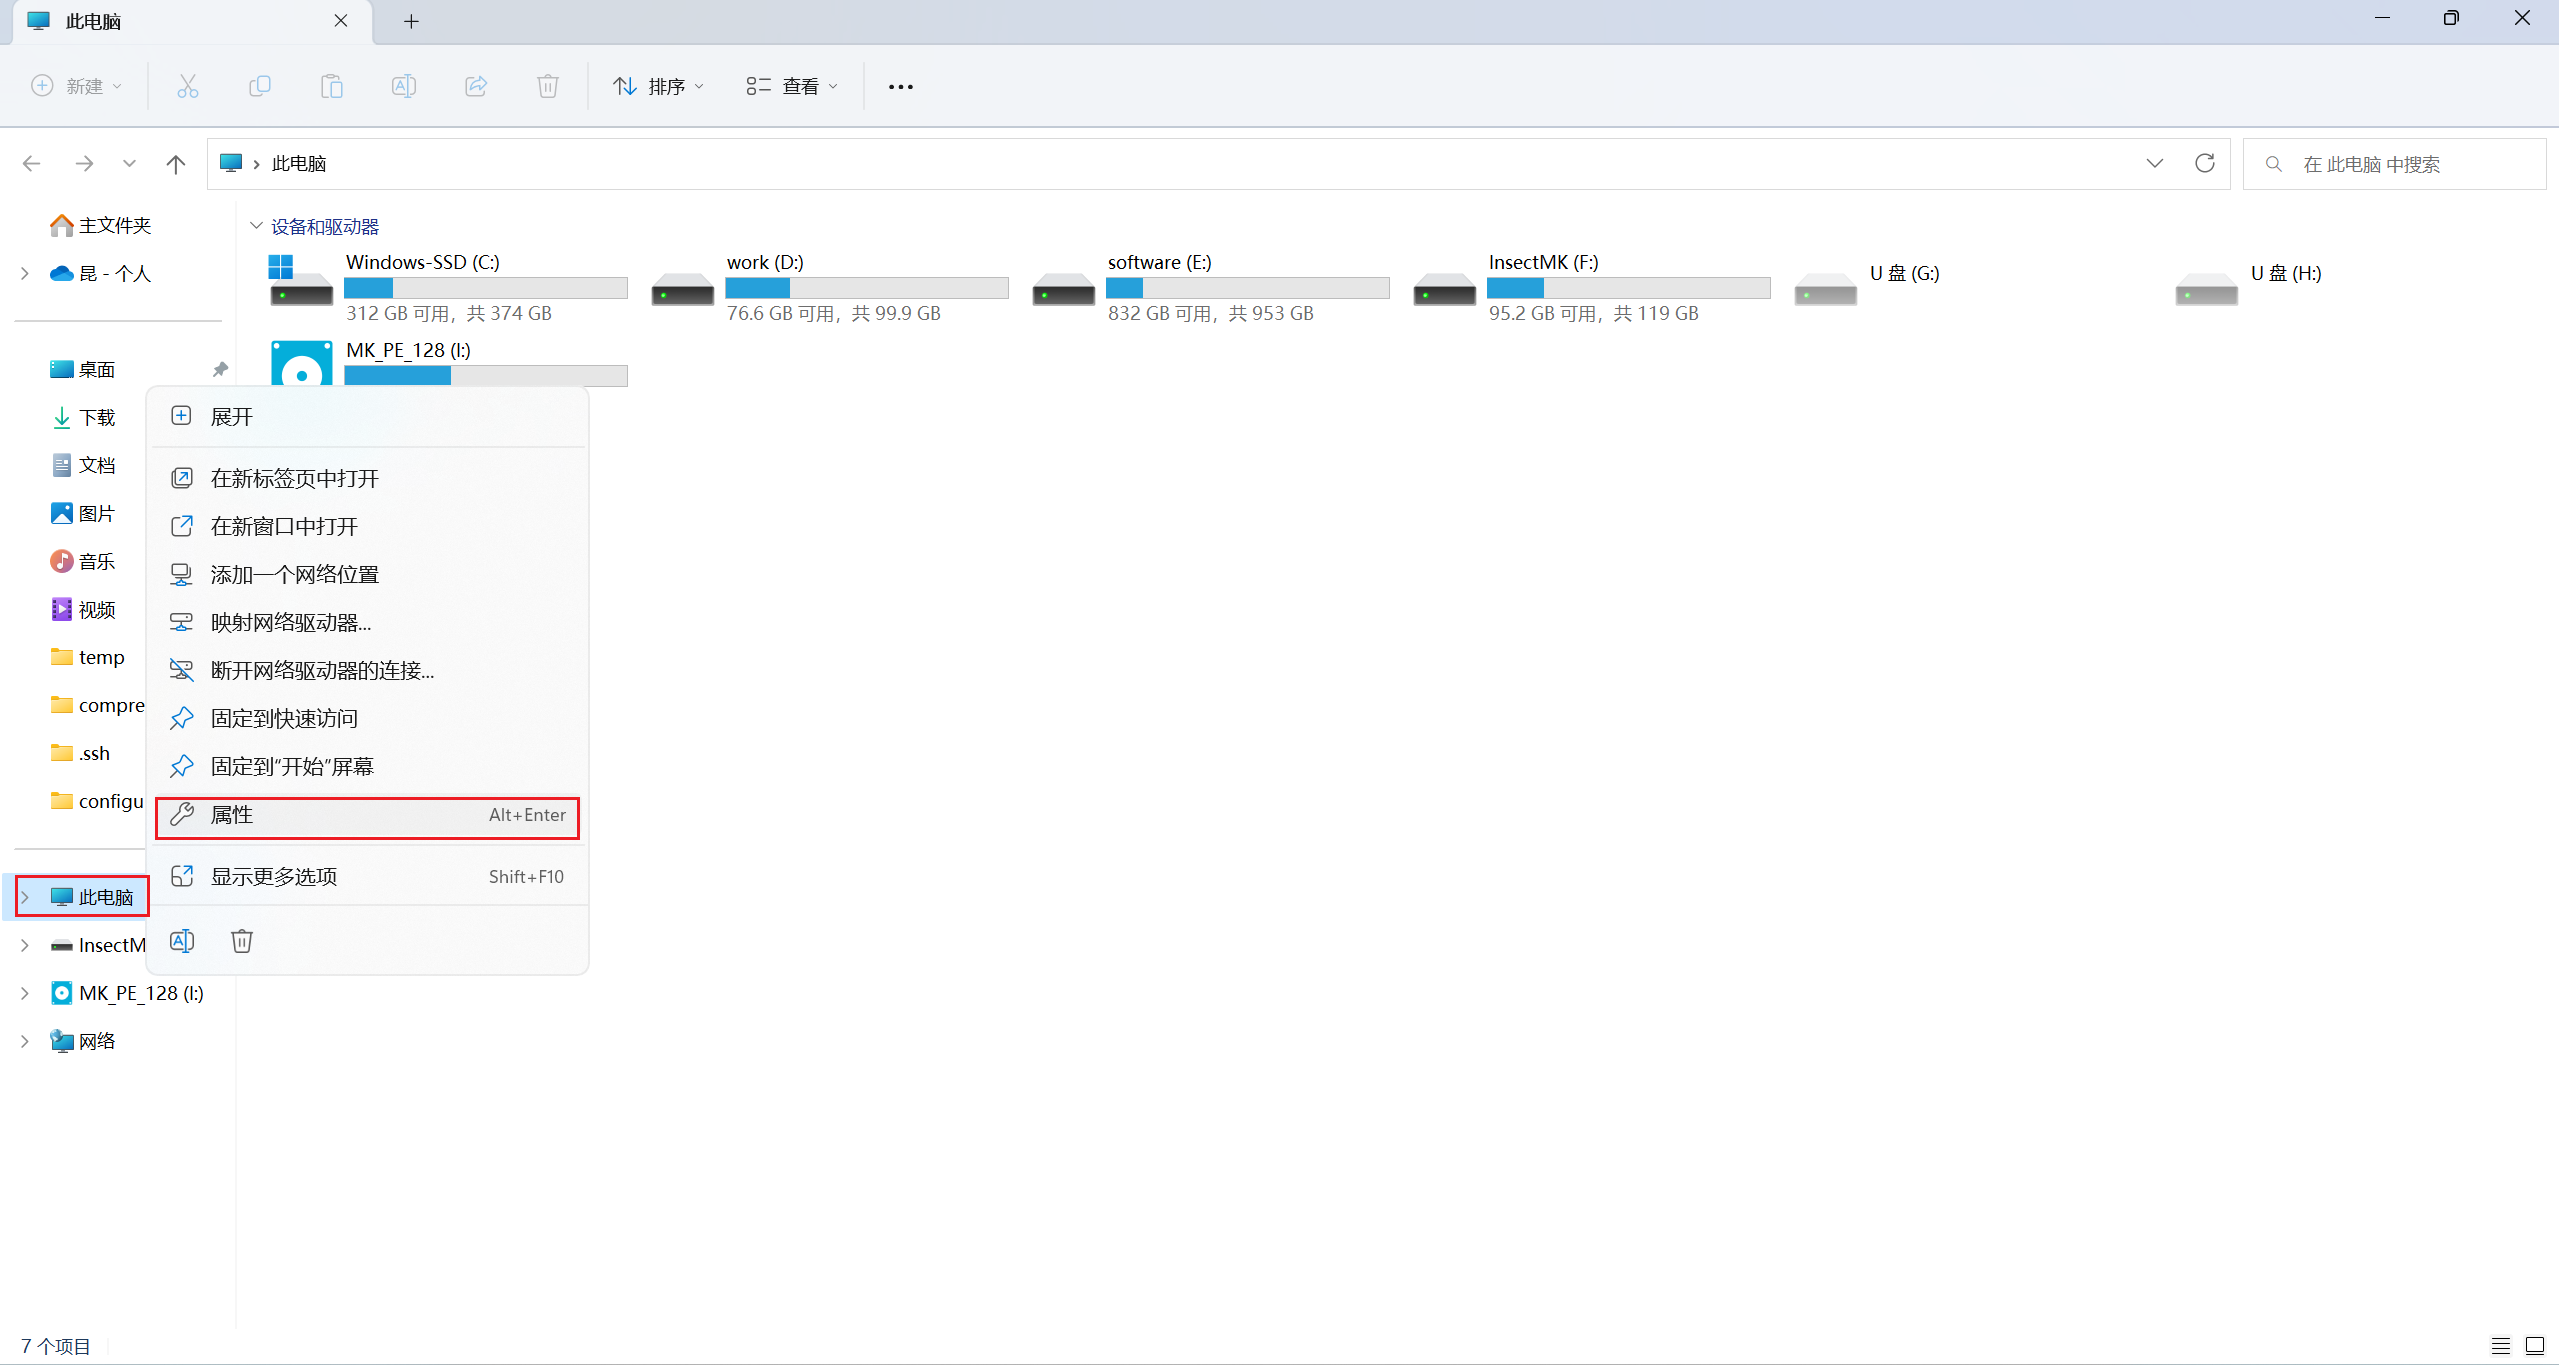 此电脑
新建
排序
查看
此电脑
在 此电脑 中搜索
主文件夹
昆 - 个人
桌面
下载
文档
图片
音乐
视频
temp
compre
.ssh
configu
此电脑
InsectM
MK_PE_128 (I:)
网络
设备和驱动器
Windows-SSD (C:)
312 GB 可用, 共 374 GB
work (D:)
76.6 GB 可用, 共 99.9 GB
software (E:)
832 GB 可用, 共 953 GB
InsectMK (F:)
95.2 GB 可用, 共 119 GB
U 盘 (G:)
U 盘 (H:)
MK_PE_128 (I:)
展开
在新标签页中打开
在新窗口中打开
添加一个网络位置
映射网络驱动器...
断开网络驱动器的连接...
固定到快速访问
固定到"开始"屏幕
属性 Alt+Enter
显示更多选项 Shift+F10
7 个项目